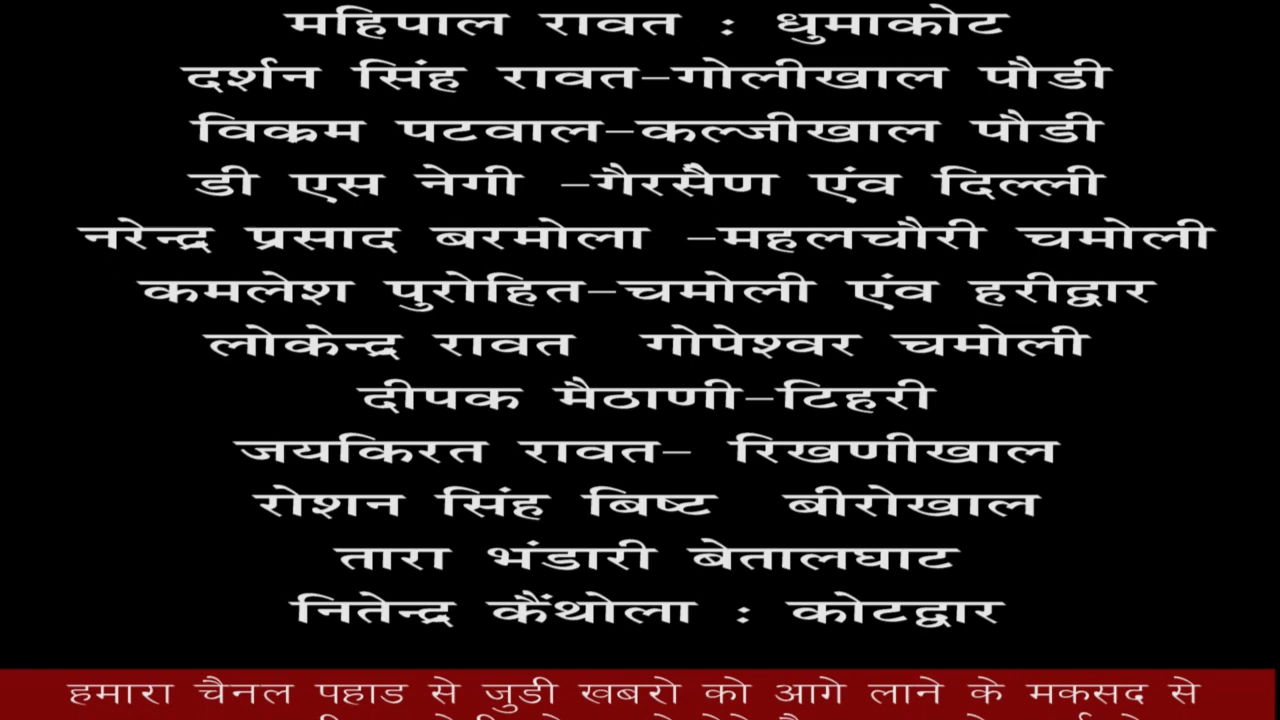 महिपाल रावत : धुमाकोट
दर्शन सिंह रावत-गोलीखाल पौडी
विक्रम पटवाल-कल्जीखाल पौडी
डी एस नेगी -गैरसैण एंव दिल्ली
नरेन्द्र प्रसाद बरमोला -महलचौरी चमोली
कमलेश पुरोहित-चमोली एंव हरीद्वार
लोकेन्द्र रावत गोपेश्वर चमोली
दीपक मैठाणी-टिहरी
जयकिरत रावत- रिखणीखाल
रोशन सिंह बिष्ट बीरोखाल
तारा भंडारी बेतालघाट
नितेन्द्र कैंथोला : कोटद्वार
हमारा चैनल पहाड से जुडी खबरो को आगे लाने के मकसद से